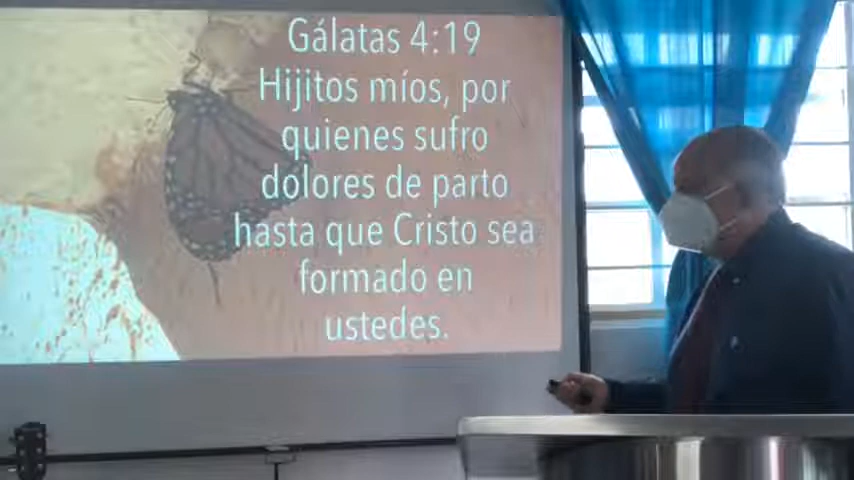 Gálatas 4:19
Hijitos míos, por
quienes sufro
dolores de parto
hasta que Cristo sea
formado en
ustedes.